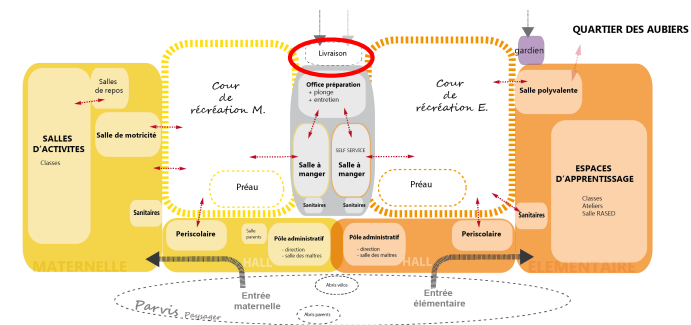 QUARTIER DES AUBIERS
Livraison
gardien
Salles
de repos
Cour
de
récréation M.
Office préparation
+ plonge
+ entretien
Cour
de
récréation E.
Salle polyvalente
SALLES
D'ACTIVITES
Classes
Salle de motricité
SELF SERVICE
Salle à
manger
Salle à
manger
ESPACES
D'APPRENTISSAGE
Classes
Ateliers
Salle RASED
Préau
Préau
Sanitaires
Sanitaires
Sanitaires
Sanitaires
Periscolaire
Salle
parents
Pôle administratif
- direction
- salle des maîtres
Pôle administratif
- direction
- salle des maîtres
Periscolaire
MATERNELLE
HALL
HALL
ELEMENTAIRE
Entrée
maternelle
Abris vélos
Entrée
élémentaire
Parvis Paysager
Abris parents